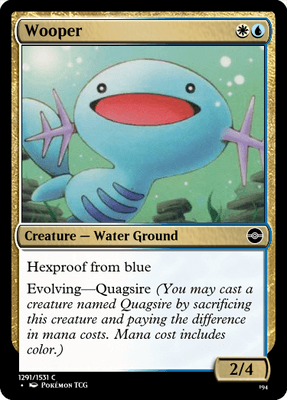 Wooper
Creature — Water Ground
Hexproof from blue
Evolving—Quagsire (You may cast a
creature named Quagsire by sacrificing
this creature and paying the difference
in mana costs. Mana cost includes
color.)
2/4
1291/1531 C
• Pokémon TCG
P94